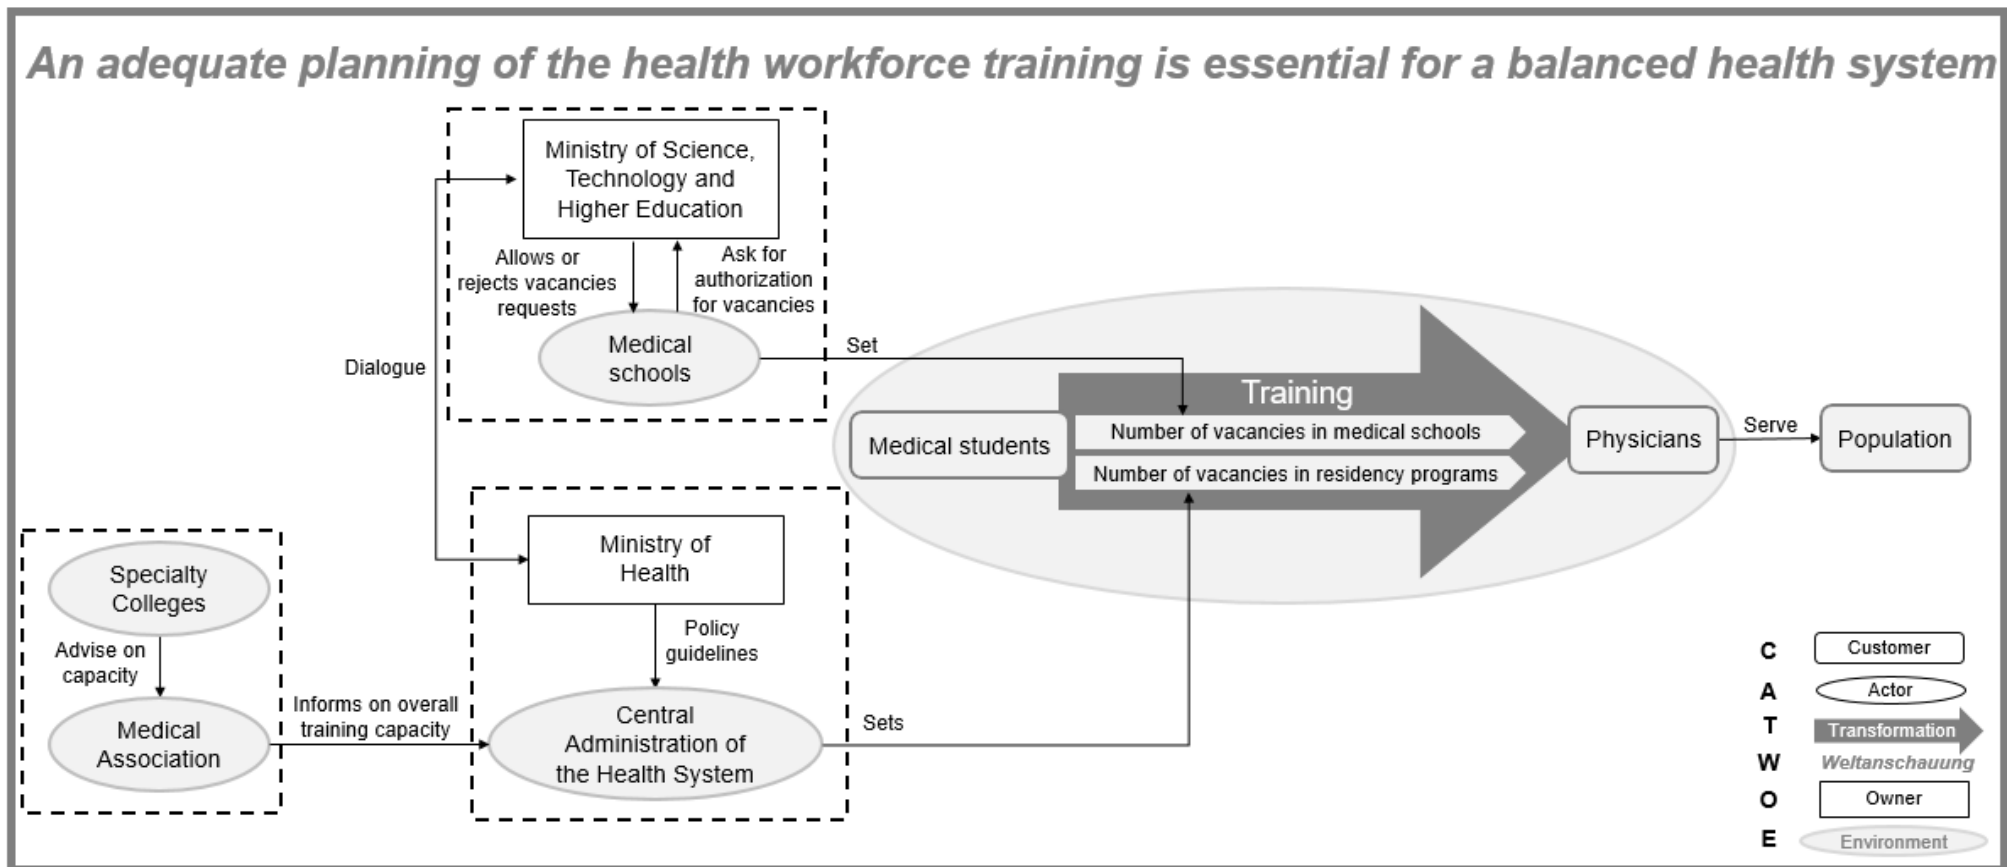 An adequate planning of the health workforce training is essential for a balanced health system
Ministry of Science,
Technology and
Higher Education
Allows or
rejects vacancies
requests
Ask for
authorization
for vacancies
Medical
schools
Set
Dialogue
Training
Medical students
Number of vacancies in medical schools
Number of vacancies in residency programs
Physicians
Serve
Population
Ministry of
Health
Policy
guidelines
Specialty
Colleges
Advise on
capacity
Medical
Association
Informs on overall
training capacity
Central
Administration of
the Health System
Sets
C Customer
A Actor
T Transformation
W Weltanschauung
O Owner
E Environment